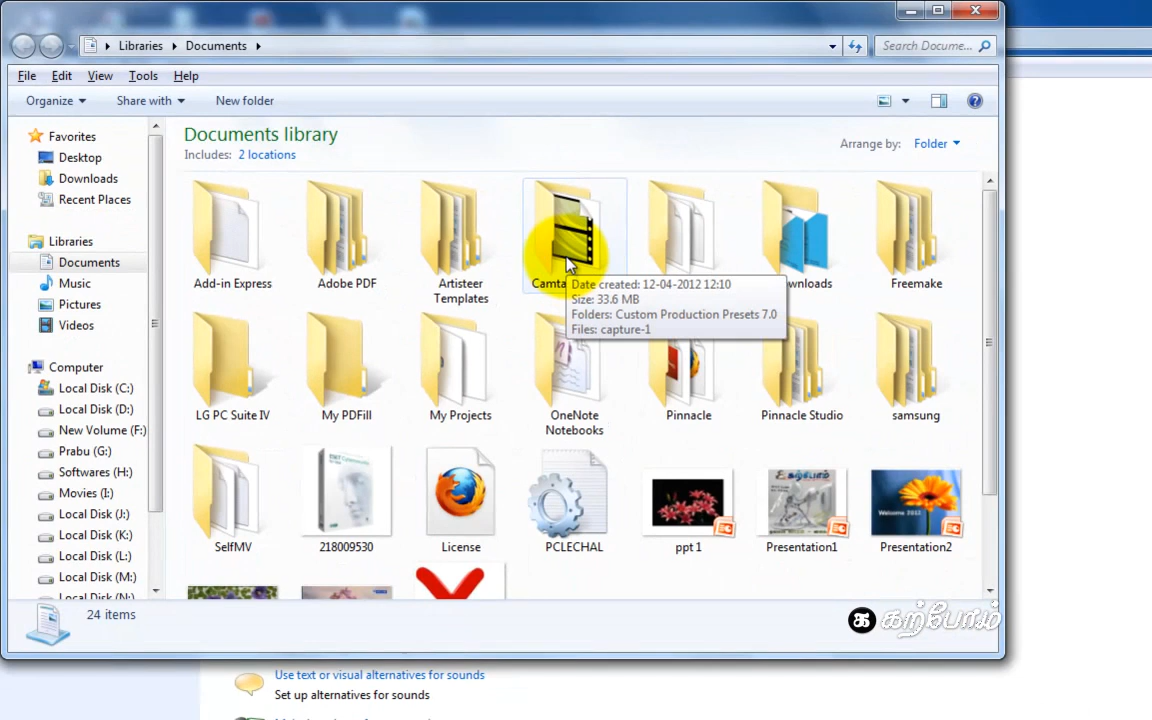 Libraries Documents
Search Docume...
File Edit View Tools Help
Organize Share with New folder
Documents library
Includes: 2 locations
Arrange by: Folder
Favorites
Desktop
Downloads
Recent Places
Libraries
Documents
Music
Pictures
Videos
Computer
Local Disk (C:)
Local Disk (D:)
New Volume (F:)
Prabu (G:)
Softwares (H:)
Movies (I:)
Local Disk (J:)
Local Disk (K:)
Local Disk (L:)
Local Disk (M:)
Local Disk (N:)
Add-in Express
Adobe PDF
Artisteer
Templates
Camta
wnloads
Freemake
Date created: 12-04-2012 12:10
Size: 33.6 MB
Folders: Custom Production Presets 7.0
Files: capture-1
LG PC Suite IV
My PDFill
My Projects
OneNote
Notebooks
Pinnacle
Pinnacle Studio
samsung
SelfMV
218009530
License
PCLECHAL
ppt 1
Presentation1
Presentation2
Welcome 2012
24 items
க கற்போம்
Use text or visual alternatives for sounds
Set up alternatives for sounds